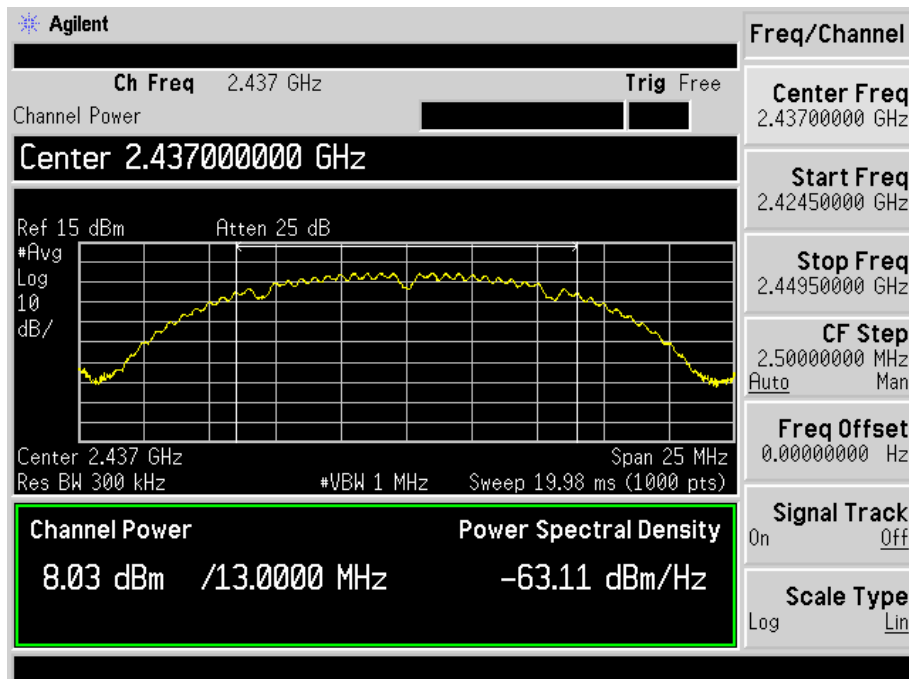 Agilent
Freq/Channel
Ch Freq 2.437 GHz Trig Free
Channel Power
Center 2.437000000 GHz
Ref 15 dBm Atten 25 dB
#Avg
Log
10
dB/
Center 2.437 GHz Span 25 MHz
Res BW 300 kHz #VBW 1 MHz Sweep 19.98 ms (1000 pts)
Channel Power Power Spectral Density
8.03 dBm /13.0000 MHz -63.11 dBm/Hz
Center Freq
2.43700000 GHz
Start Freq
2.42450000 GHz
Stop Freq
2.44950000 GHz
CF Step
2.50000000 MHz
Auto Man
Freq Offset
0.00000000 Hz
Signal Track
On Off
Scale Type
Log Lin